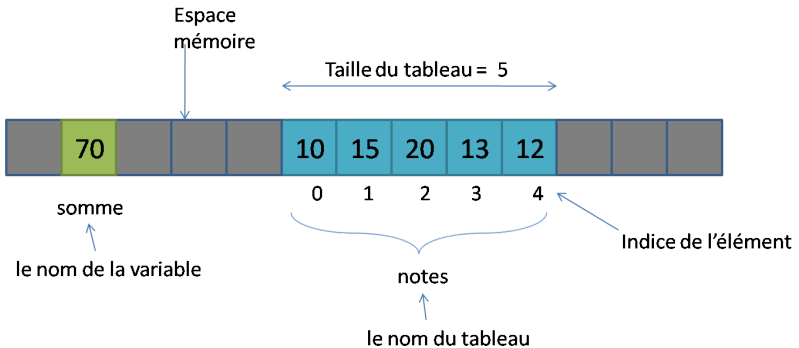 Espace
mémoire
Taille du tableau = 5
70 10 15 20 13 12
0 1 2 3 4
somme
Indice de l'élément
le nom de la variable
notes
le nom du tableau